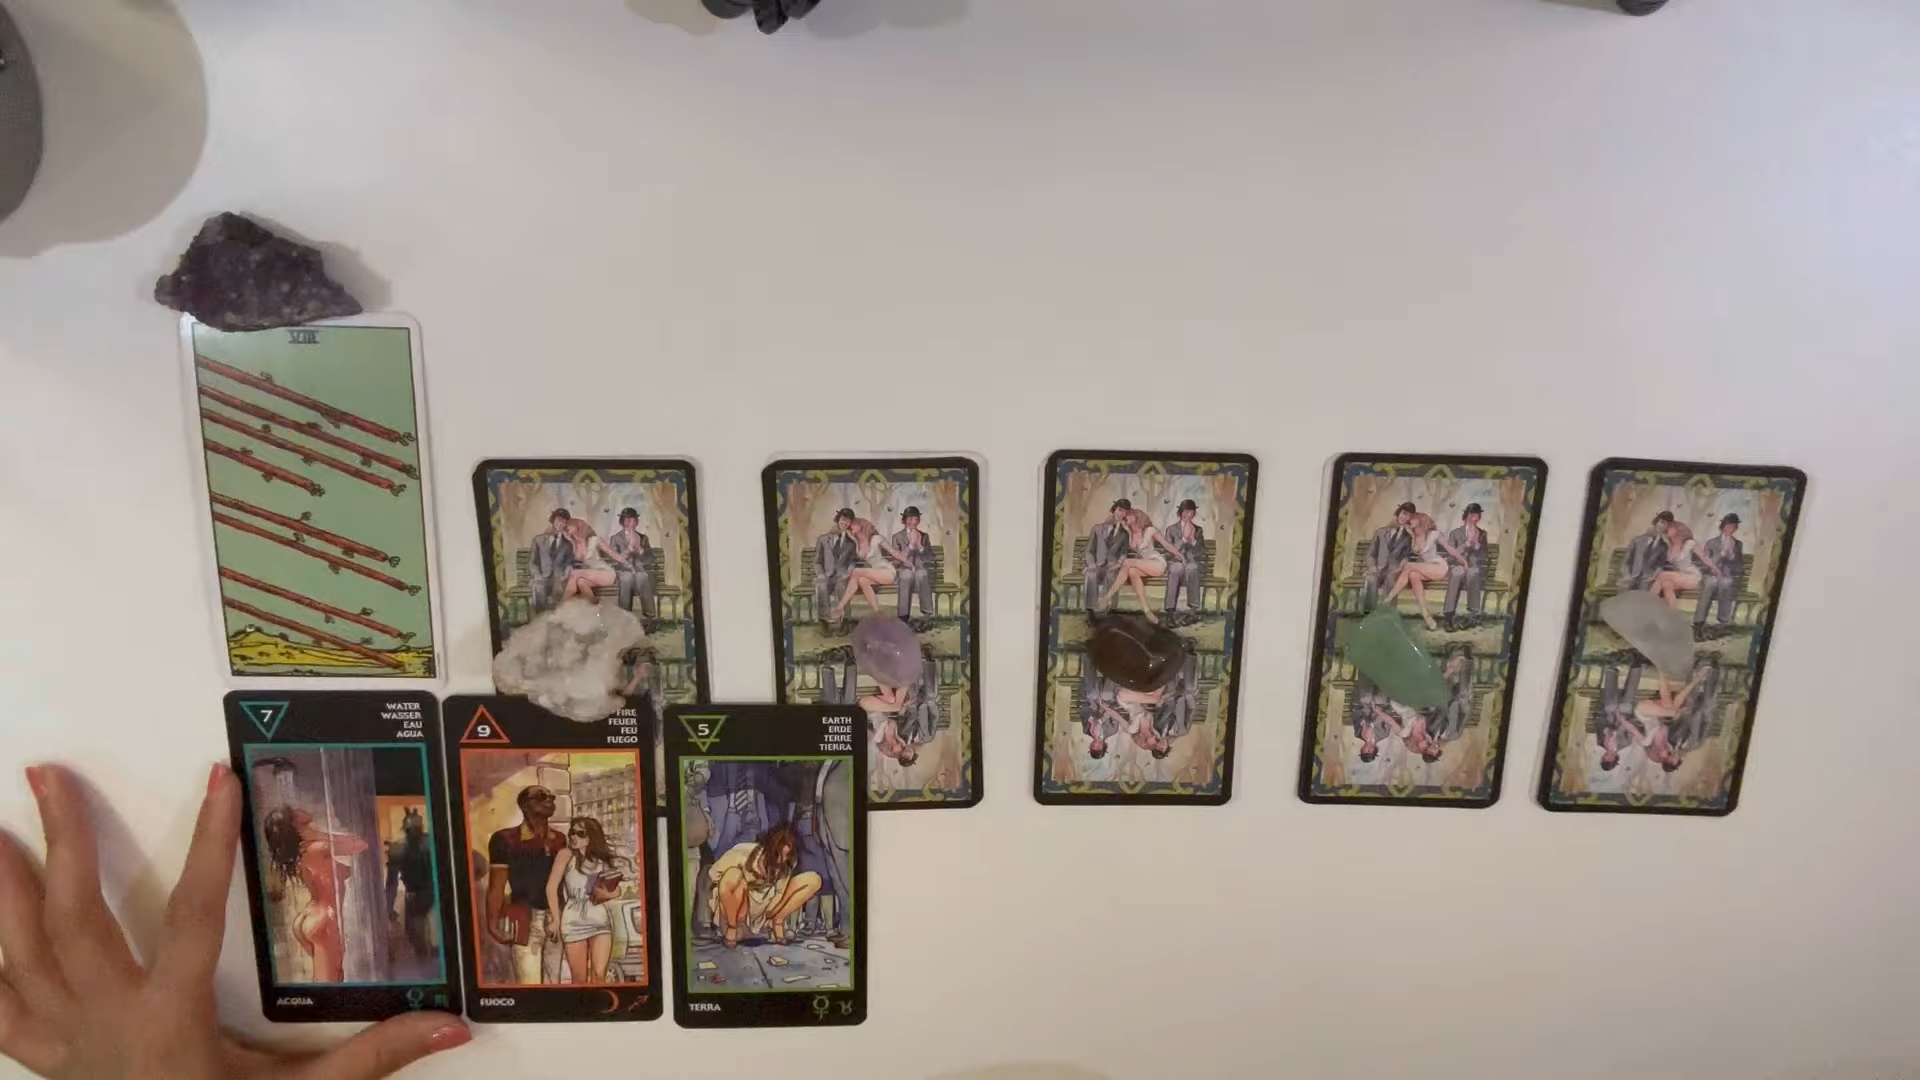 VIII
7
WATER
WASSER
EAU
AGUA
ACQUA
9
FIRE
FEUER
FEU
FUEGO
FUOCO
5
EARTH
ERDE
TERRE
TIERRA
TERRA